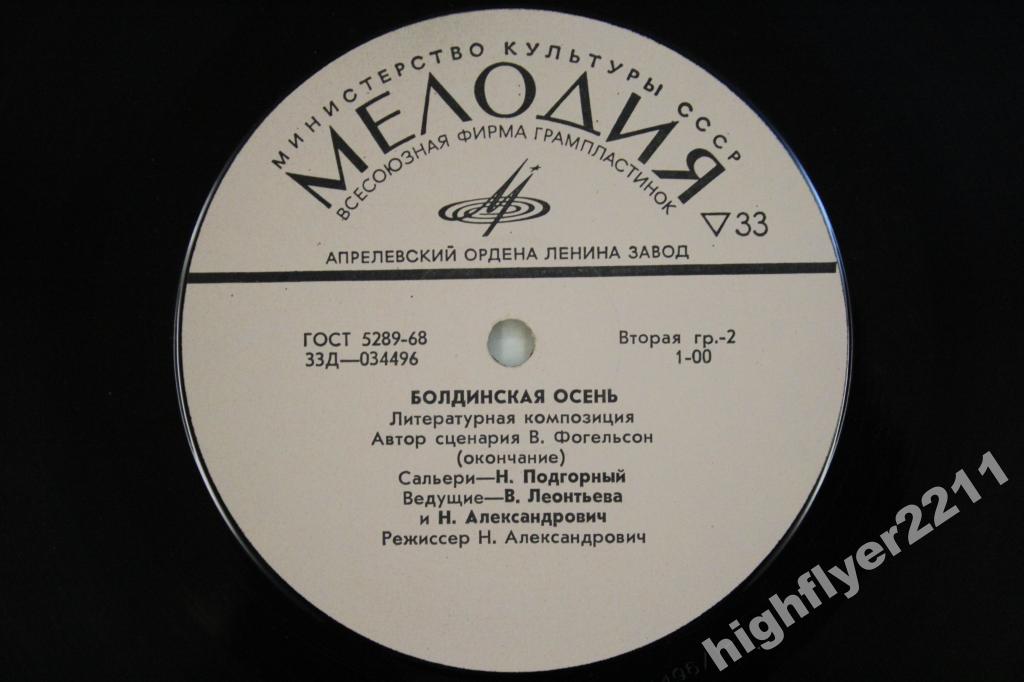 МИНИСТЕРСТВО КУЛЬТУРЫ СССР
МЕЛОДИЯ
ВСЕСОЮЗНАЯ ФИРМА ГРАМПЛАСТИНОК
▽33
АПРЕЛЕВСКИЙ ОРДЕНА ЛЕНИНА ЗАВОД
ГОСТ 5289-68
33Д—034496
Вторая гр.-2
1-00
БОЛДИНСКАЯ ОСЕНЬ
Литературная композиция
Автор сценария В. Фогельсон
(окончание)
Сальери—Н. Подгорный
Ведущие—В. Леонтьева
и Н. Александрович
Режиссер Н. Александрович
highflyer2211